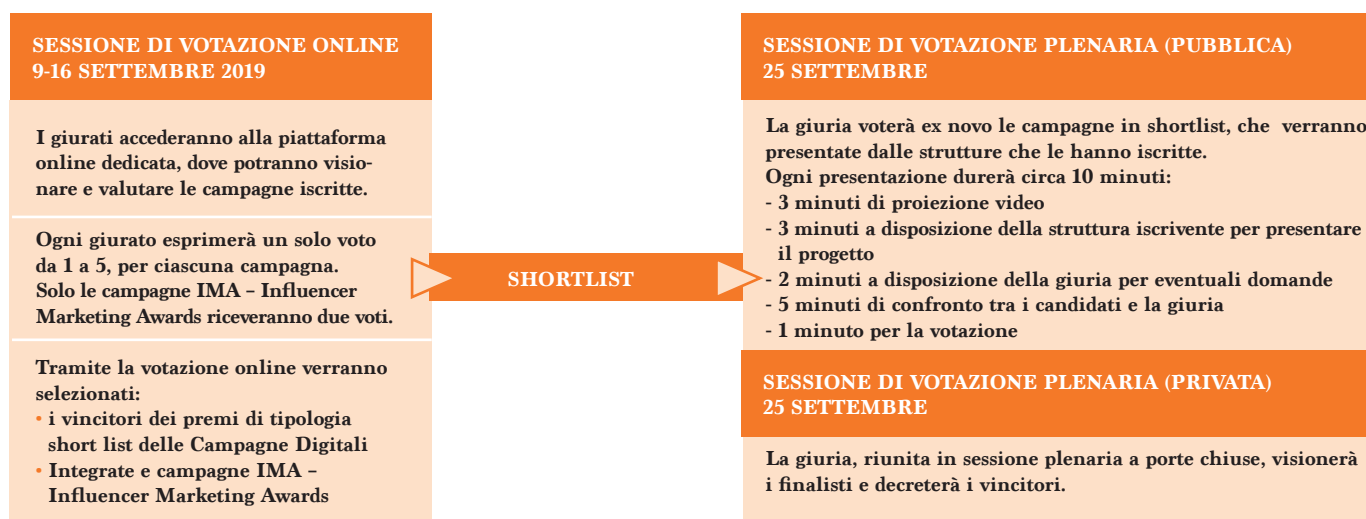 SESSIONE DI VOTAZIONE ONLINE
9-16 SETTEMBRE 2019
I giurati accederanno alla piattaforma
online dedicata, dove potranno visio-
nare e valutare le campagne iscritte.
Ogni giurato esprimerà un solo voto
da 1 a 5, per ciascuna campagna.
Solo le campagne IMA – Influencer
Marketing Awards riceveranno due voti.
Tramite la votazione online verranno
selezionati:
• i vincitori dei premi di tipologia
short list delle Campagne Digitali
• Integrate e campagne IMA –
Influencer Marketing Awards
SHORTLIST
SESSIONE DI VOTAZIONE PLENARIA (PUBBLICA)
25 SETTEMBRE
La giuria voterà ex novo le campagne in shortlist, che verranno
presentate dalle strutture che le hanno iscritte.
Ogni presentazione durerà circa 10 minuti:
- 3 minuti di proiezione video
- 3 minuti a disposizione della struttura iscrivente per presentare
il progetto
- 2 minuti a disposizione della giuria per eventuali domande
- 5 minuti di confronto tra i candidati e la giuria
- 1 minuto per la votazione
SESSIONE DI VOTAZIONE PLENARIA (PRIVATA)
25 SETTEMBRE
La giuria, riunita in sessione plenaria a porte chiuse, visionerà
i finalisti e decreterà i vincitori.